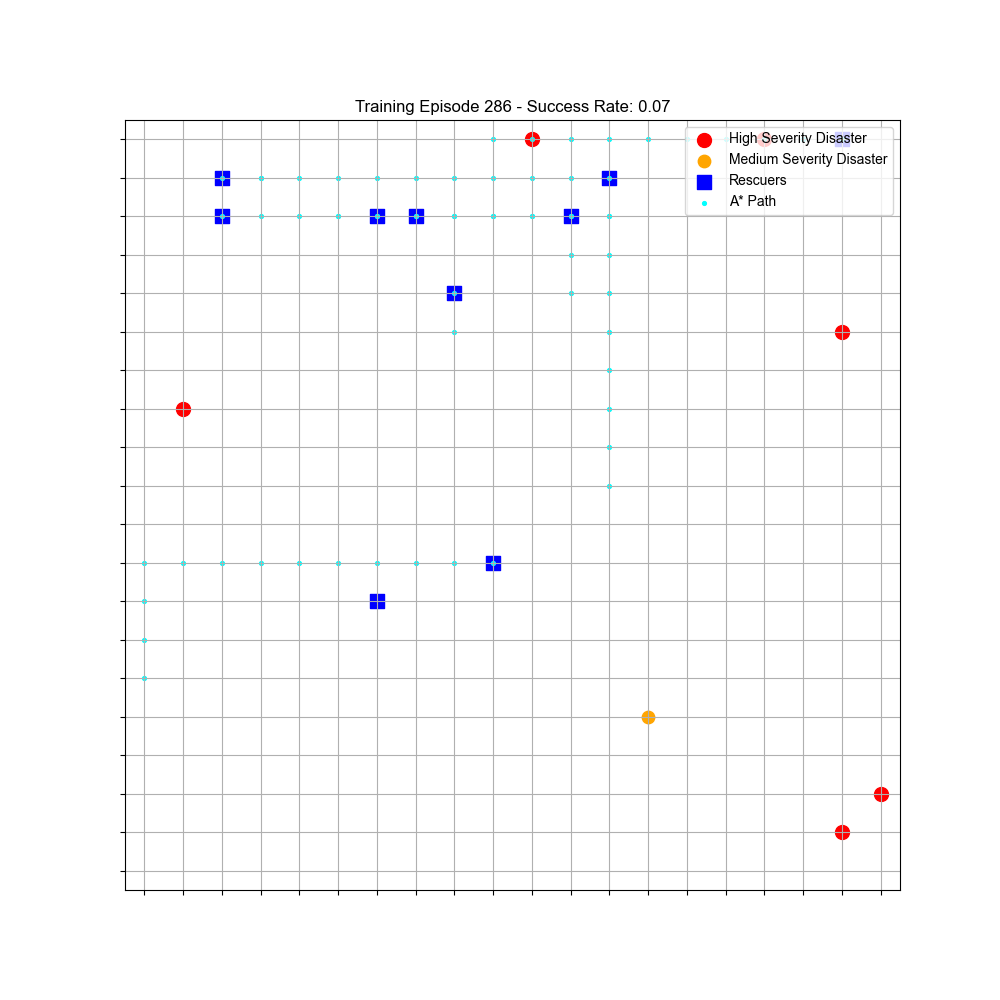 Training Episode 286 - Success Rate: 0.07
High Severity Disaster
Medium Severity Disaster
Rescuers
A* Path